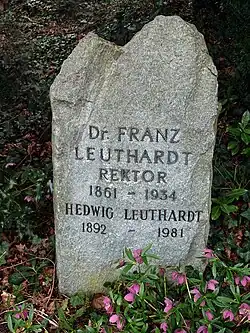 Dr. FRANZ
LEUTHARDT
REKTOR
1861 - 1934
HEDWIG LEUTHARDT
1892 - 1981